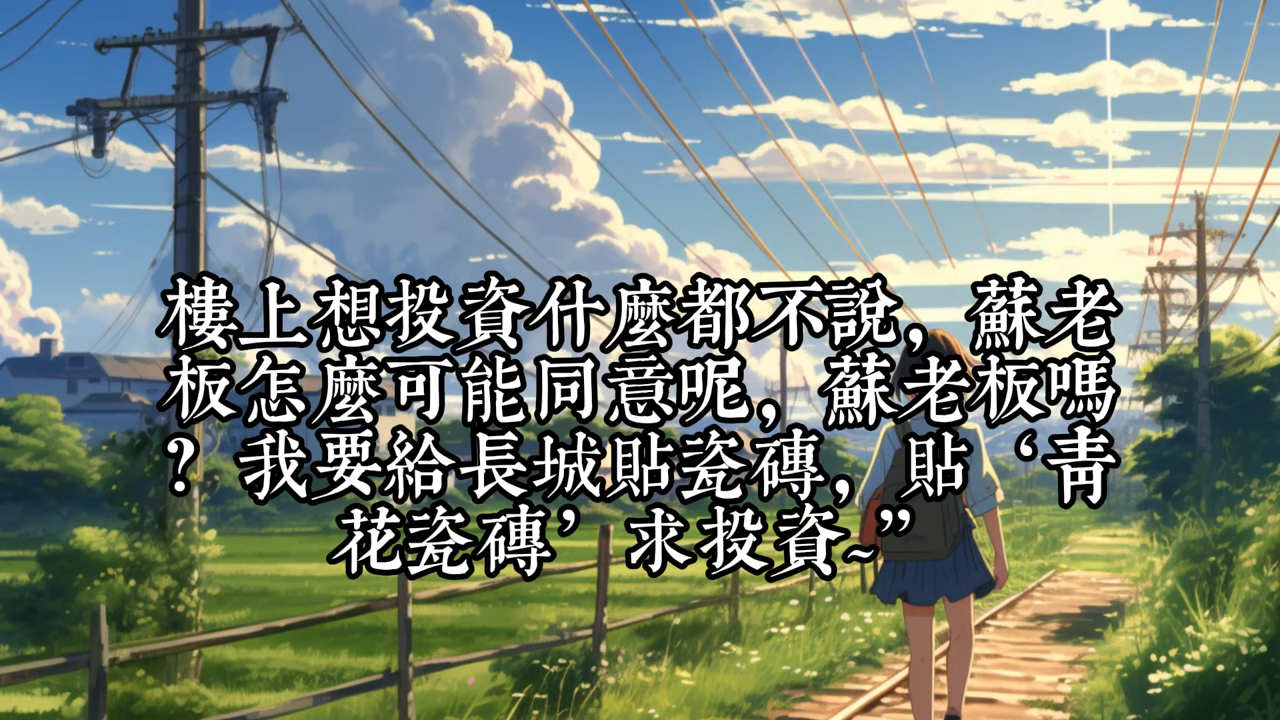 樓上想投資什麼都不說，蘇老
板怎麼可能同意呢，蘇老板嗎
？我要給長城貼瓷磚，貼‘青
花瓷磚’求投資~”